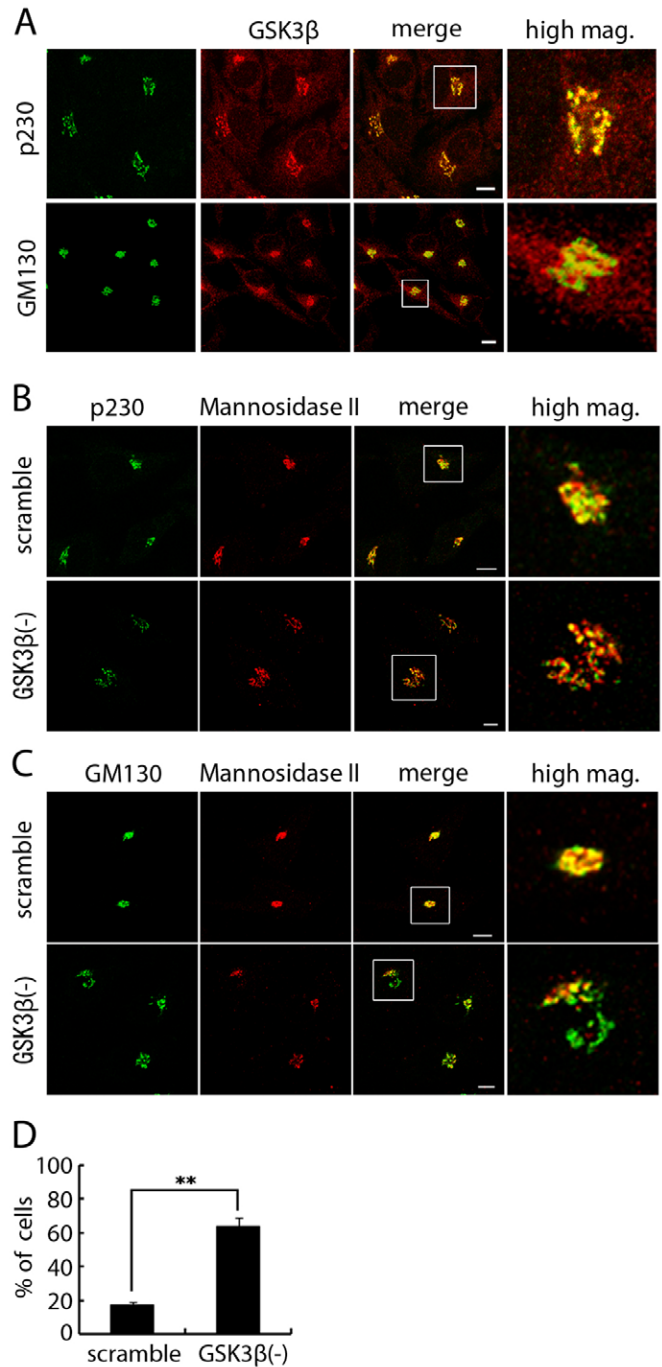 A
GSK3β merge high mag.
p230
GM130
B
p230 Mannosidase II merge high mag.
scramble
GSK3β(-)
C
GM130 Mannosidase II merge high mag.
scramble
GSK3β(-)
D
100
80
60
40
20
0
% of cells
**
scramble GSK3β(-)